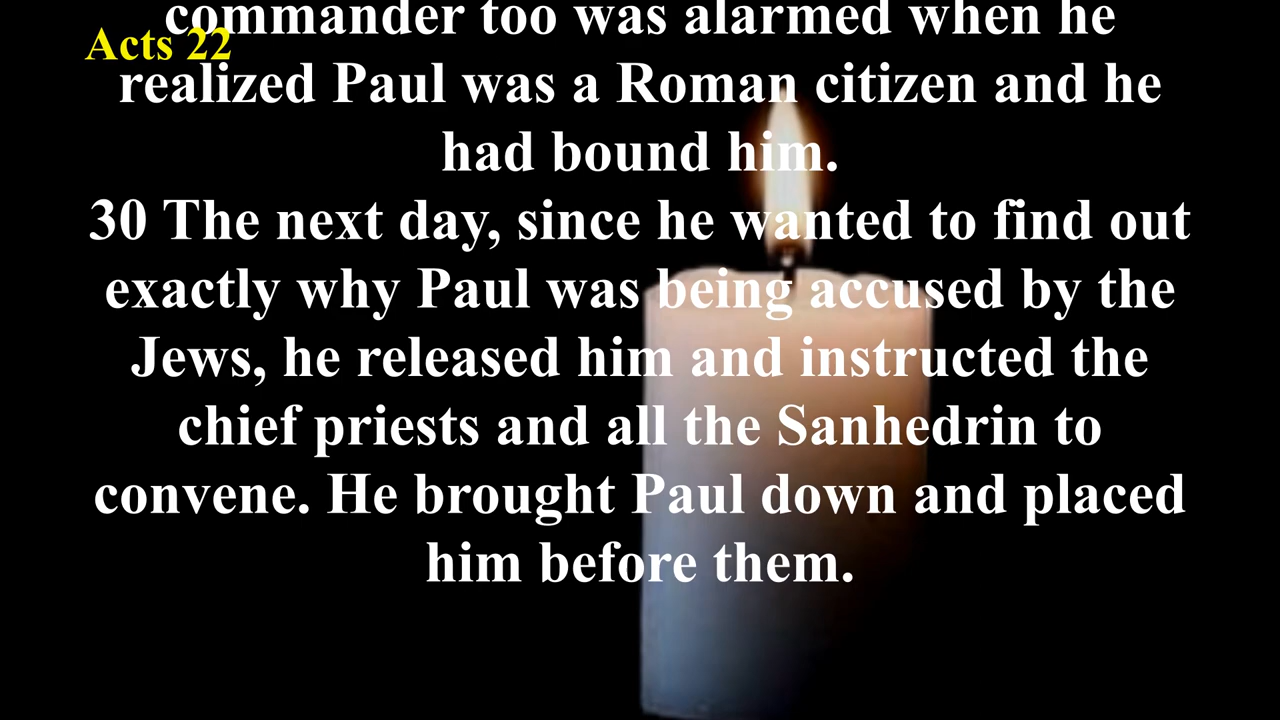 commander too was alarmed when he
Acts 22
realized Paul was a Roman citizen and he
had bound him.
30 The next day, since he wanted to find out
exactly why Paul was being accused by the
Jews, he released him and instructed the
chief priests and all the Sanhedrin to
convene. He brought Paul down and placed
him before them.